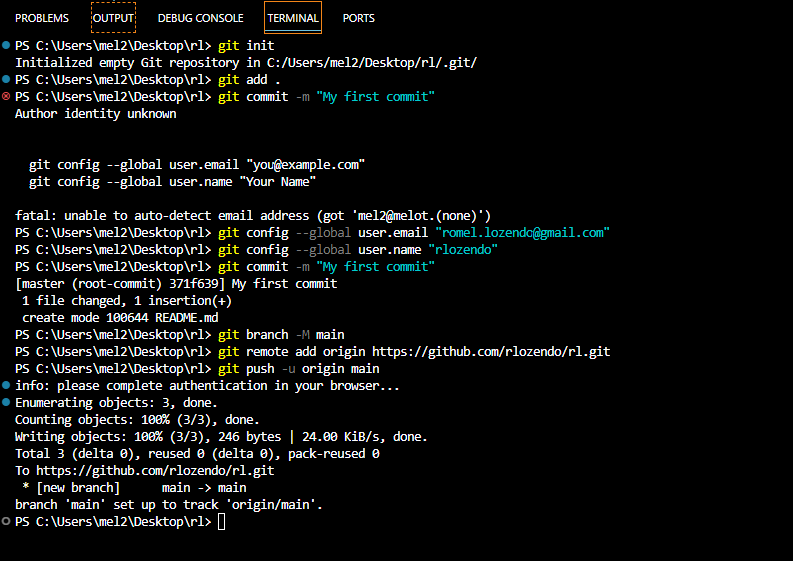 PROBLEMS OUTPUT DEBUG CONSOLE TERMINAL PORTS
PS C:\Users\mel2\Desktop\rl> git init
Initialized empty Git repository in C:/Users/mel2/Desktop/rl/.git/
PS C:\Users\mel2\Desktop\rl> git add .
PS C:\Users\mel2\Desktop\rl> git commit -m "My first commit"
Author identity unknown
git config --global user.email "you@example.com"
git config --global user.name "Your Name"
fatal: unable to auto-detect email address (got 'mel2@melot.(none)')
PS C:\Users\mel2\Desktop\rl> git config --global user.email "romel.lozendo@gmail.com"
PS C:\Users\mel2\Desktop\rl> git config --global user.name "rlozendo"
PS C:\Users\mel2\Desktop\rl> git commit -m "My first commit"
[master (root-commit) 371f639] My first commit
1 file changed, 1 insertion(+)
create mode 100644 README.md
PS C:\Users\mel2\Desktop\rl> git branch -M main
PS C:\Users\mel2\Desktop\rl> git remote add origin https://github.com/rlozendo/rl.git
PS C:\Users\mel2\Desktop\rl> git push -u origin main
info: please complete authentication in your browser...
Enumerating objects: 3, done.
Counting objects: 100% (3/3), done.
Writing objects: 100% (3/3), 246 bytes | 24.00 KiB/s, done.
Total 3 (delta 0), reused 0 (delta 0), pack-reused 0
To https://github.com/rlozendo/rl.git
* [new branch]      main -> main
branch 'main' set up to track 'origin/main'.
PS C:\Users\mel2\Desktop\rl>